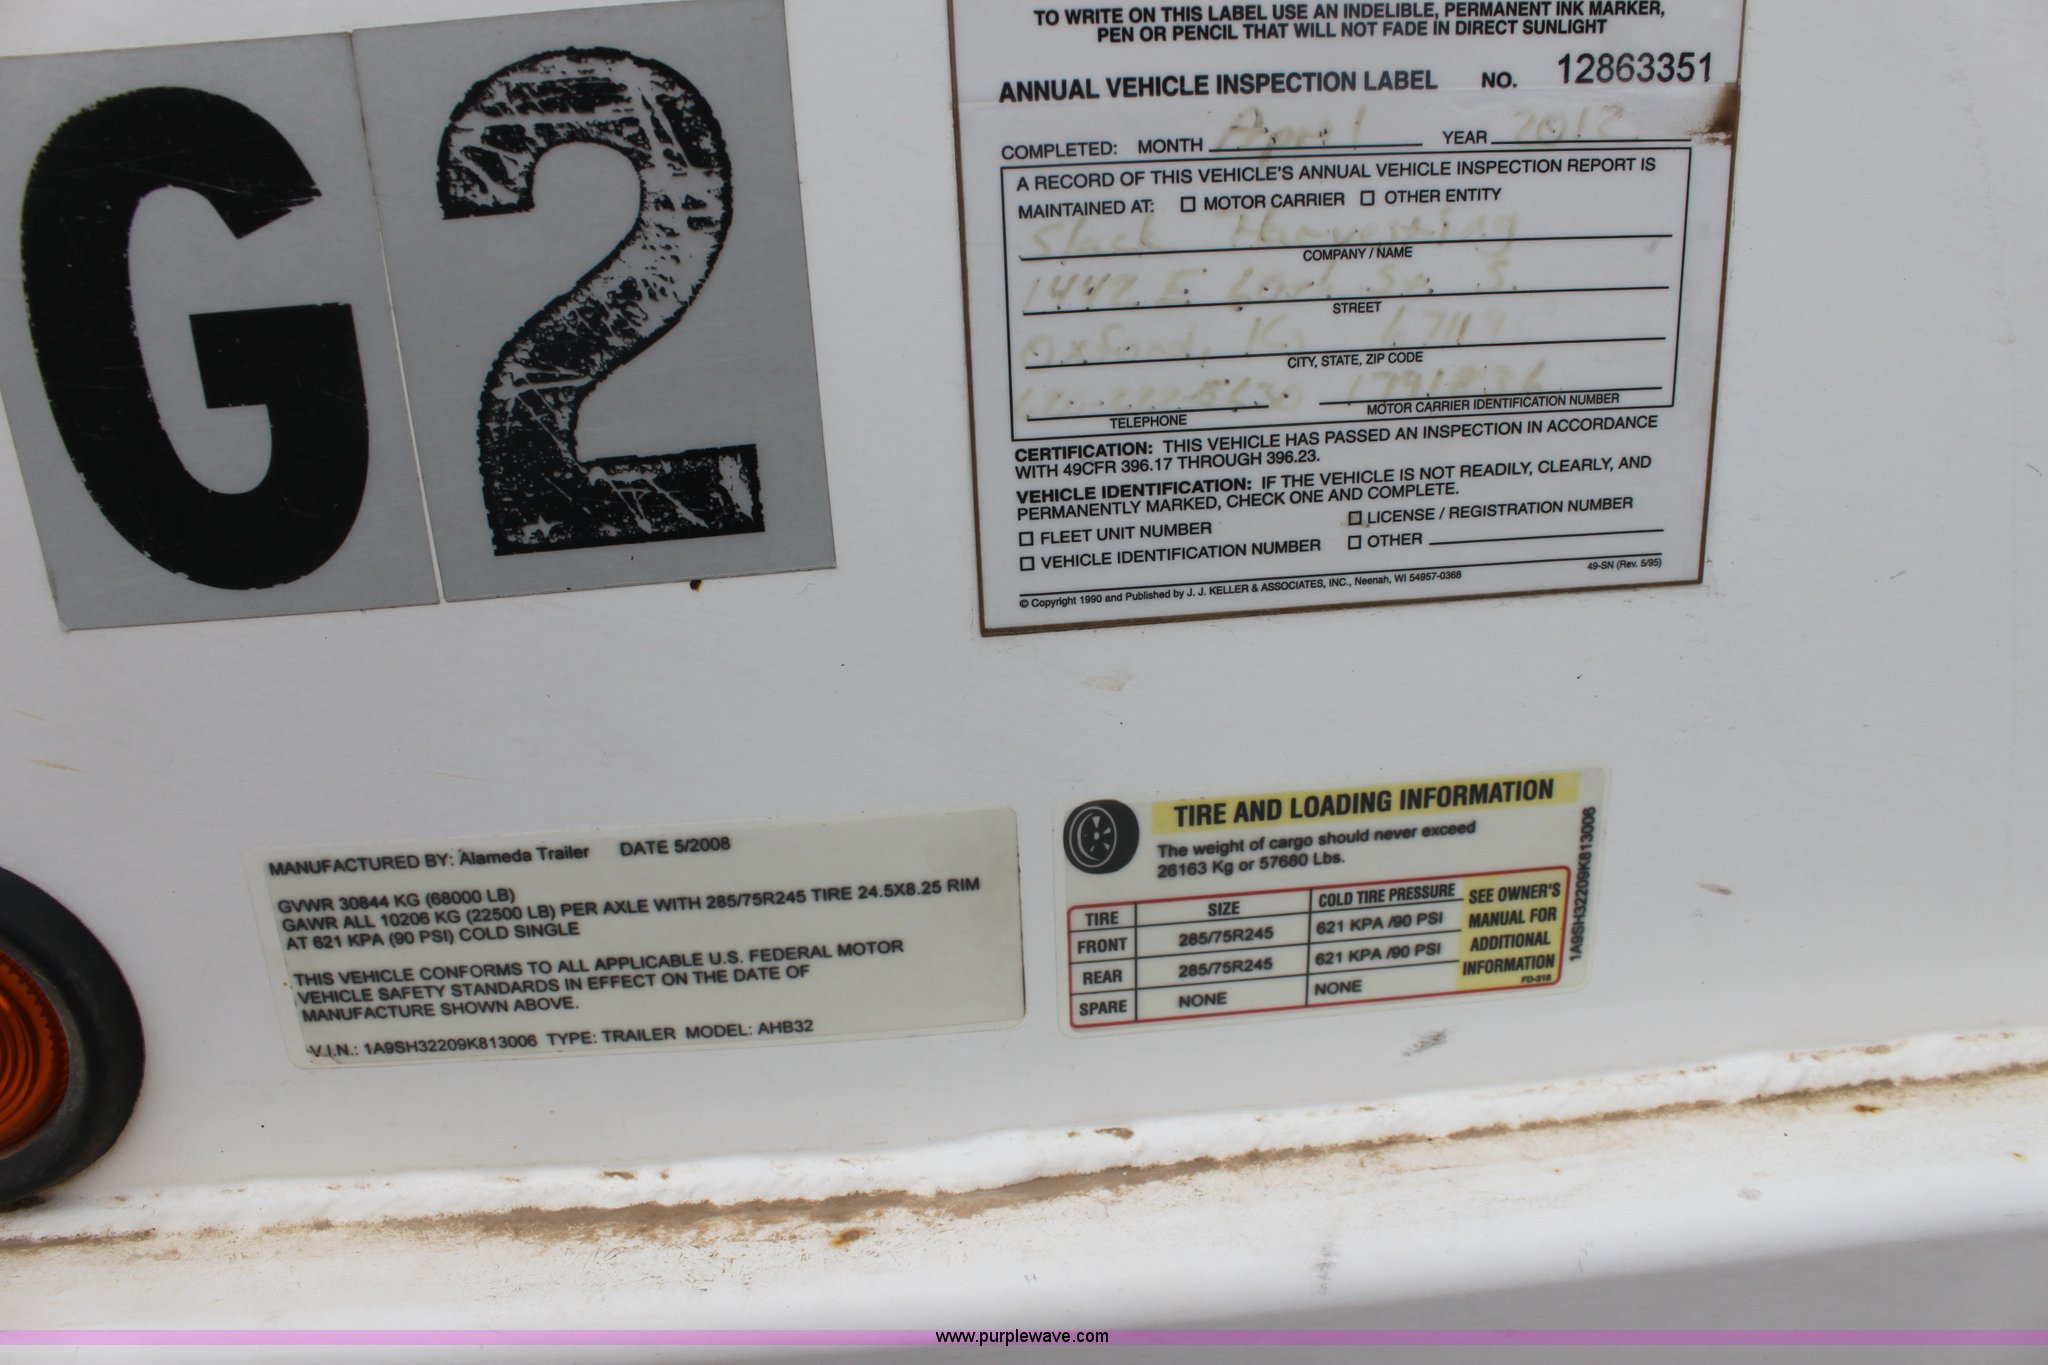 G2
TO WRITE ON THIS LABEL USE AN INDELIBLE, PERMANENT INK MARKER,
PEN OR PENCIL THAT WILL NOT FADE IN DIRECT SUNLIGHT
ANNUAL VEHICLE INSPECTION LABEL NO. 12863351
COMPLETED: MONTH April YEAR 2012
A RECORD OF THIS VEHICLE'S ANNUAL VEHICLE INSPECTION REPORT IS
MAINTAINED AT: MOTOR CARRIER OTHER ENTITY
Slack Harvesting
COMPANY / NAME
1447 E S.
STREET
Oxford, Ks 67119
CITY, STATE, ZIP CODE
TELEPHONE MOTOR CARRIER IDENTIFICATION NUMBER
CERTIFICATION: THIS VEHICLE HAS PASSED AN INSPECTION IN ACCORDANCE
WITH 49CFR 396.17 THROUGH 396.23.
VEHICLE IDENTIFICATION: IF THE VEHICLE IS NOT READILY, CLEARLY, AND
PERMANENTLY MARKED, CHECK ONE AND COMPLETE.
FLEET UNIT NUMBER LICENSE / REGISTRATION NUMBER
VEHICLE IDENTIFICATION NUMBER OTHER
49-SN (Rev. 5/95)
© Copyright 1990 and Published by J. J. KELLER & ASSOCIATES, INC., Neenah, WI 54957-0368
MANUFACTURED BY: Alameda Trailer DATE 5/2008
GVWR 30844 KG (68000 LB)
GAWR ALL 10206 KG (22500 LB) PER AXLE WITH 285/75R245 TIRE 24.5X8.25 RIM
AT 621 KPA (90 PSI) COLD SINGLE
THIS VEHICLE CONFORMS TO ALL APPLICABLE U.S. FEDERAL MOTOR
VEHICLE SAFETY STANDARDS IN EFFECT ON THE DATE OF
MANUFACTURE SHOWN ABOVE.
V.I.N.: 1A9SH32209K813006 TYPE: TRAILER MODEL: AHB32
TIRE AND LOADING INFORMATION
The weight of cargo should never exceed
26163 Kg or 57680 Lbs.
TIRE SIZE COLD TIRE PRESSURE SEE OWNER'S
FRONT 285/75R245 621 KPA /90 PSI MANUAL FOR
REAR 285/75R245 621 KPA /90 PSI ADDITIONAL
SPARE NONE NONE INFORMATION
FD-316
1A9SH32209K813006
www.purplewave.com